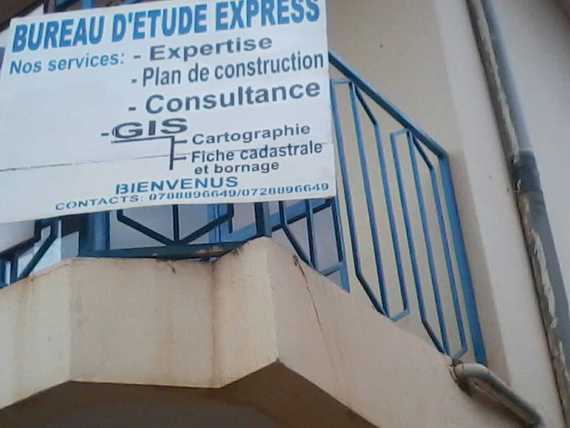 BUREAU D'ETUDE EXPRESS
Nos services: - Expertise
- Plan de construction
- Consultance
- GIS
Cartographie
Fiche cadastrale
et bornage
BIENVENUS
CONTACTS: 0788896649/0728896649